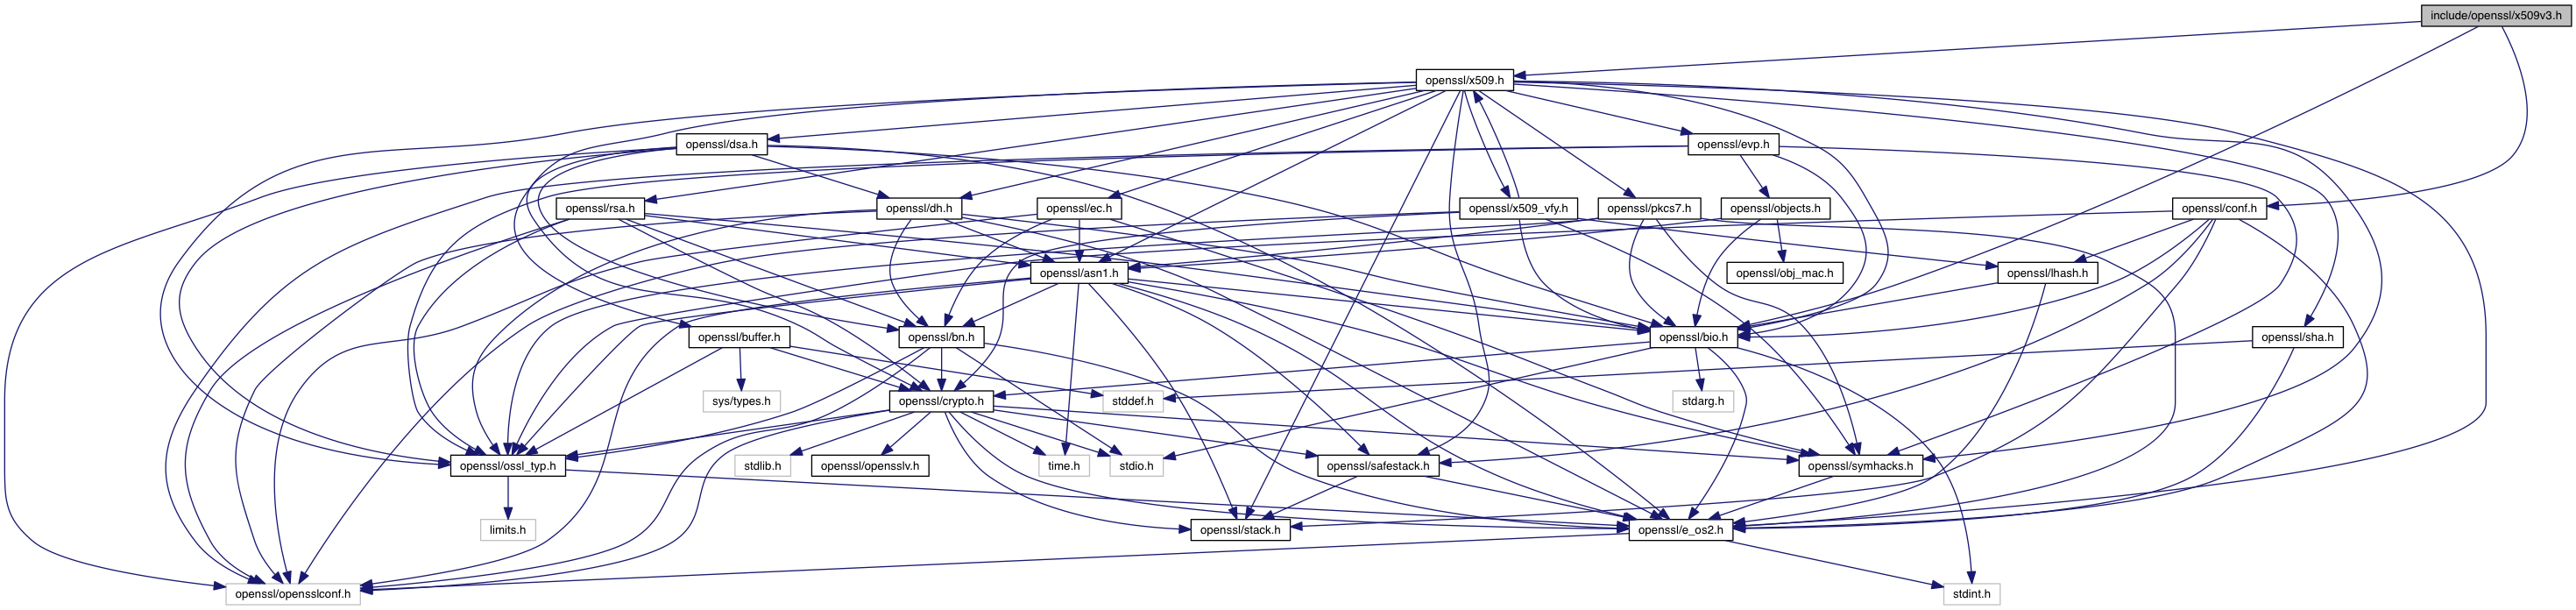 include/openssl/x509v3.h
openssl/x509.h
openssl/dsa.h
openssl/evp.h
openssl/rsa.h
openssl/dh.h
openssl/ec.h
openssl/x509_vfy.h
openssl/pkcs7.h
openssl/objects.h
openssl/conf.h
openssl/asn1.h
openssl/obj_mac.h
openssl/lhash.h
openssl/buffer.h
openssl/bn.h
openssl/bio.h
openssl/sha.h
sys/types.h
openssl/crypto.h
stddef.h
stdarg.h
openssl/ossl_typ.h
stdlib.h
openssl/opensslv.h
time.h
stdio.h
openssl/safestack.h
openssl/symhacks.h
limits.h
openssl/stack.h
openssl/e_os2.h
openssl/opensslconf.h
stdint.h